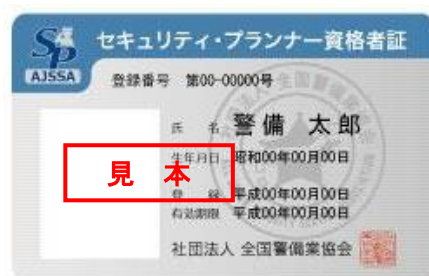 SP
AJSSA
セキュリティ・プランナー資格者証
登録番号 第00-00000号
氏 名 警備 太郎
生年月日 昭和00年00月00日
見 本
登 録 平成00年00月00日
有効期限 平成00年00月00日
社団法人 全国警備業協会